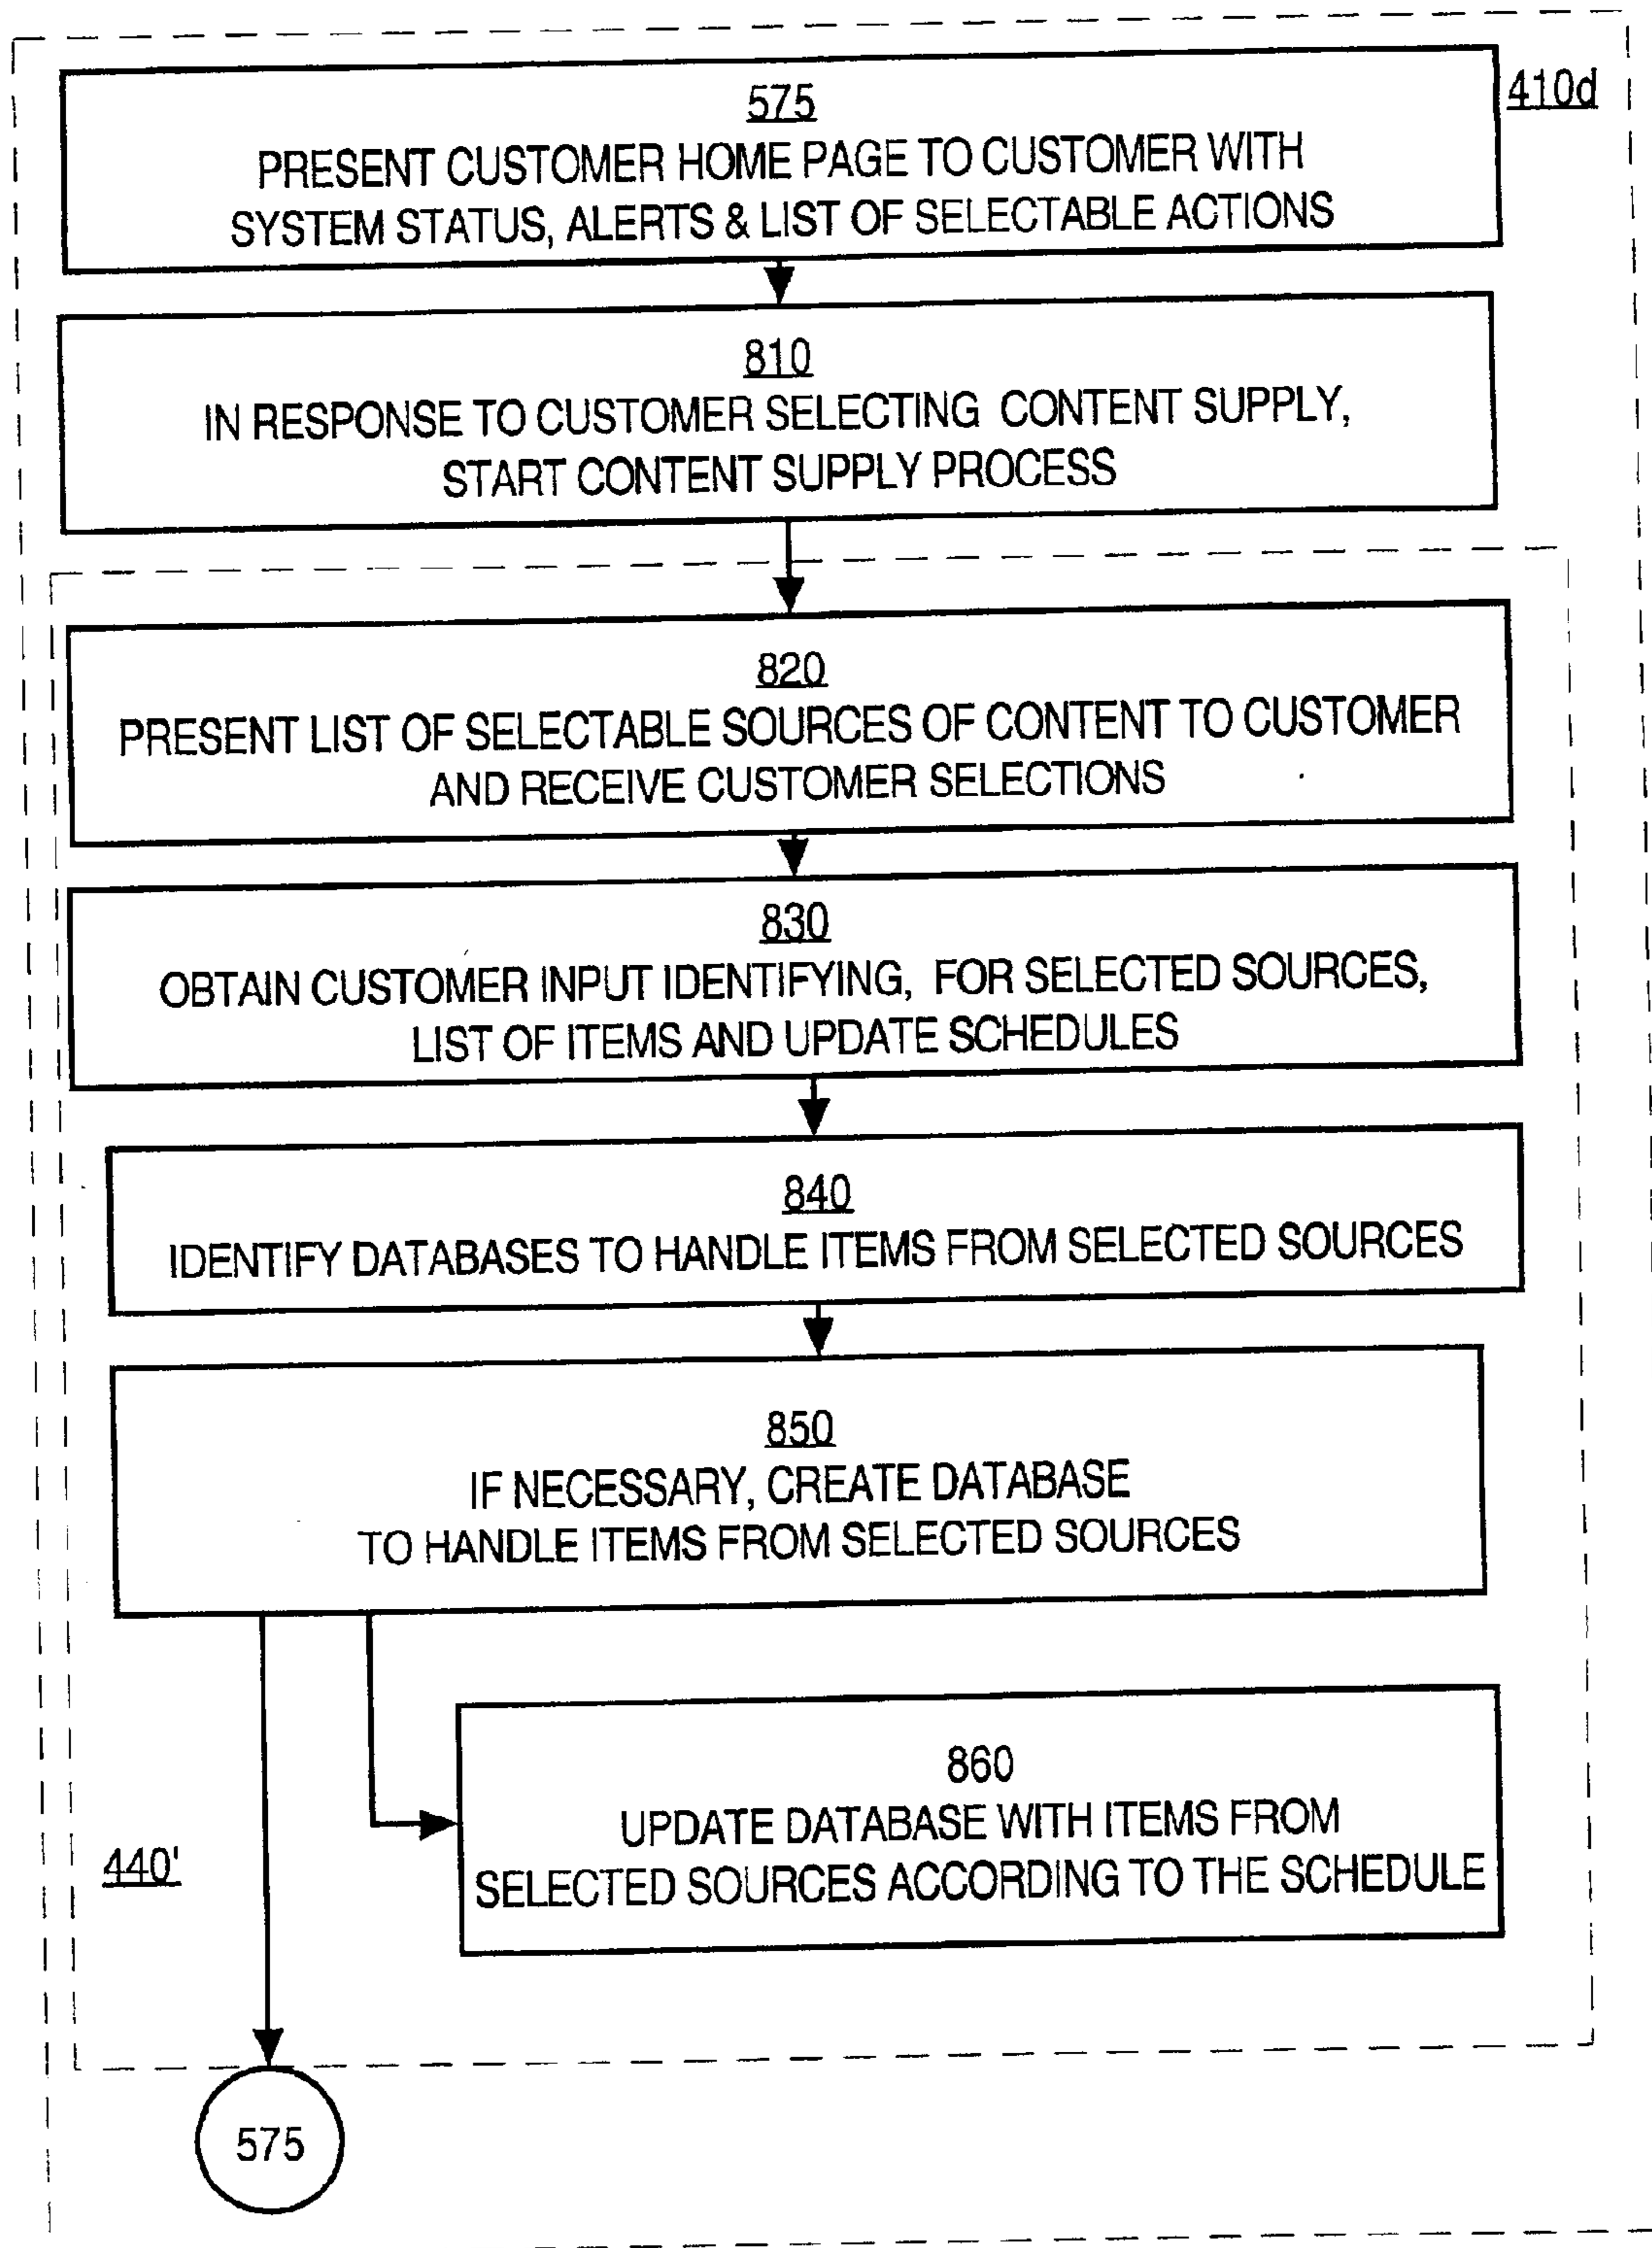 410d
575
PRESENT CUSTOMER HOME PAGE TO CUSTOMER WITH
SYSTEM STATUS, ALERTS & LIST OF SELECTABLE ACTIONS
810
IN RESPONSE TO CUSTOMER SELECTING CONTENT SUPPLY,
START CONTENT SUPPLY PROCESS
820
PRESENT LIST OF SELECTABLE SOURCES OF CONTENT TO CUSTOMER
AND RECEIVE CUSTOMER SELECTIONS
830
OBTAIN CUSTOMER INPUT IDENTIFYING, FOR SELECTED SOURCES,
LIST OF ITEMS AND UPDATE SCHEDULES
840
IDENTIFY DATABASES TO HANDLE ITEMS FROM SELECTED SOURCES
850
IF NECESSARY, CREATE DATABASE
TO HANDLE ITEMS FROM SELECTED SOURCES
860
UPDATE DATABASE WITH ITEMS FROM
SELECTED SOURCES ACCORDING TO THE SCHEDULE
440'
575